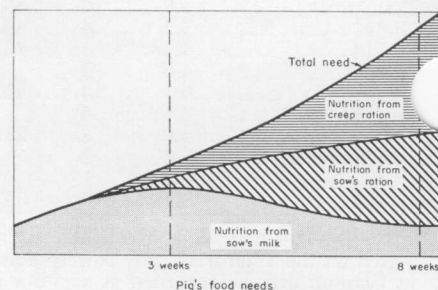 Total need
Nutrition from
creep ration
Nutrition from
sow's ration
Nutrition from
sow's milk
3 weeks
8 weeks
Pig's food needs